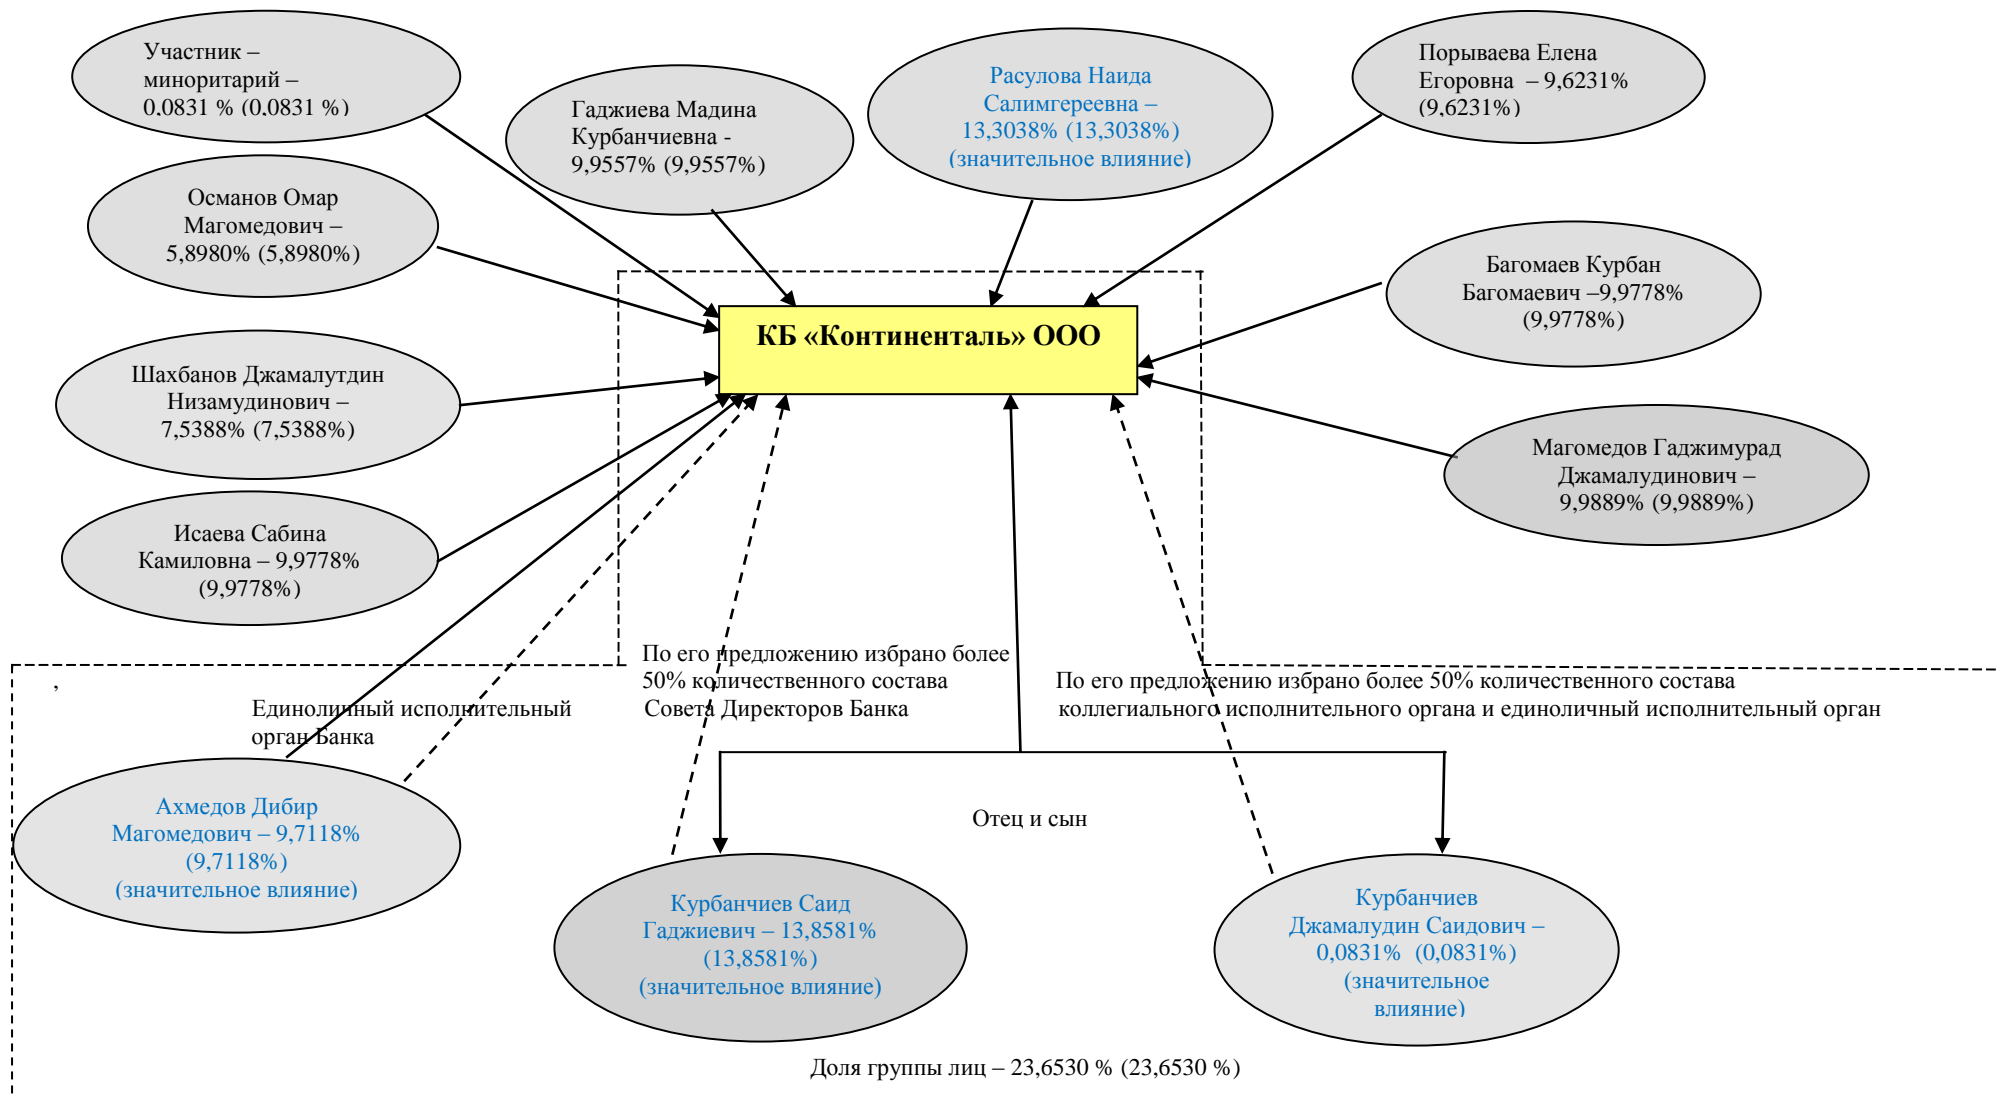 Участник –
миноритарий –
0,0831 % (0,0831 %)
Гаджиева Мадина
Курбанчиевна -
9,9557% (9,9557%)
Расулова Наида
Салимгереевна –
13,3038% (13,3038%)
(значительное влияние)
Порываева Елена
Егоровна – 9,6231%
(9,6231%)
Османов Омар
Магомедович –
5,8980% (5,8980%)
Багомаев Курбан
Багомаевич –9,9778%
(9,9778%)
КБ «Континенталь» ООО
Шахбанов Джамалутдин
Низамудинович –
7,5388% (7,5388%)
Магомедов Гаджимурад
Джамалудинович –
9,9889% (9,9889%)
Исаева Сабина
Камиловна – 9,9778%
(9,9778%)
,
Единоличный исполнительный
орган Банка
По его предложению избрано более
50% количественного состава
Совета Директоров Банка
По его предложению избрано более 50% количественного состава
коллегиального исполнительного органа и единоличный исполнительный орган
Ахмедов Дибир
Магомедович – 9,7118%
(9,7118%)
(значительное влияние)
Отец и сын
Курбанчиев Саид
Гаджиевич – 13,8581%
(13,8581%)
(значительное влияние)
Курбанчиев
Джамалудин Саидович –
0,0831% (0,0831%)
(значительное
влияние)
Доля группы лиц – 23,6530 % (23,6530 %)